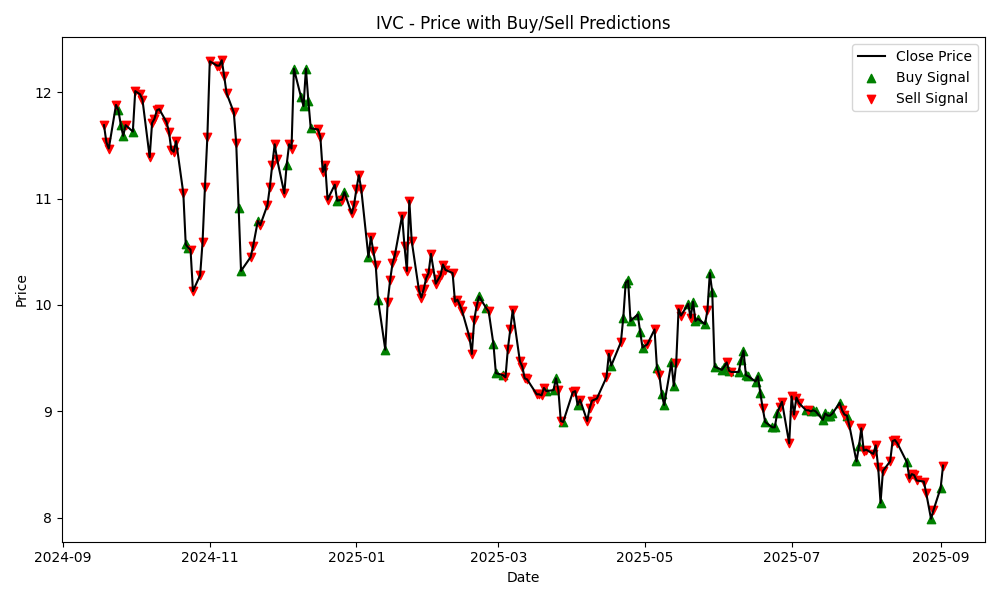 IVC - Price with Buy/Sell Predictions
Close Price
Buy Signal
Sell Signal
Price
12
11
10
9
8
2024-09 2024-11 2025-01 2025-03 2025-05 2025-07 2025-09
Date